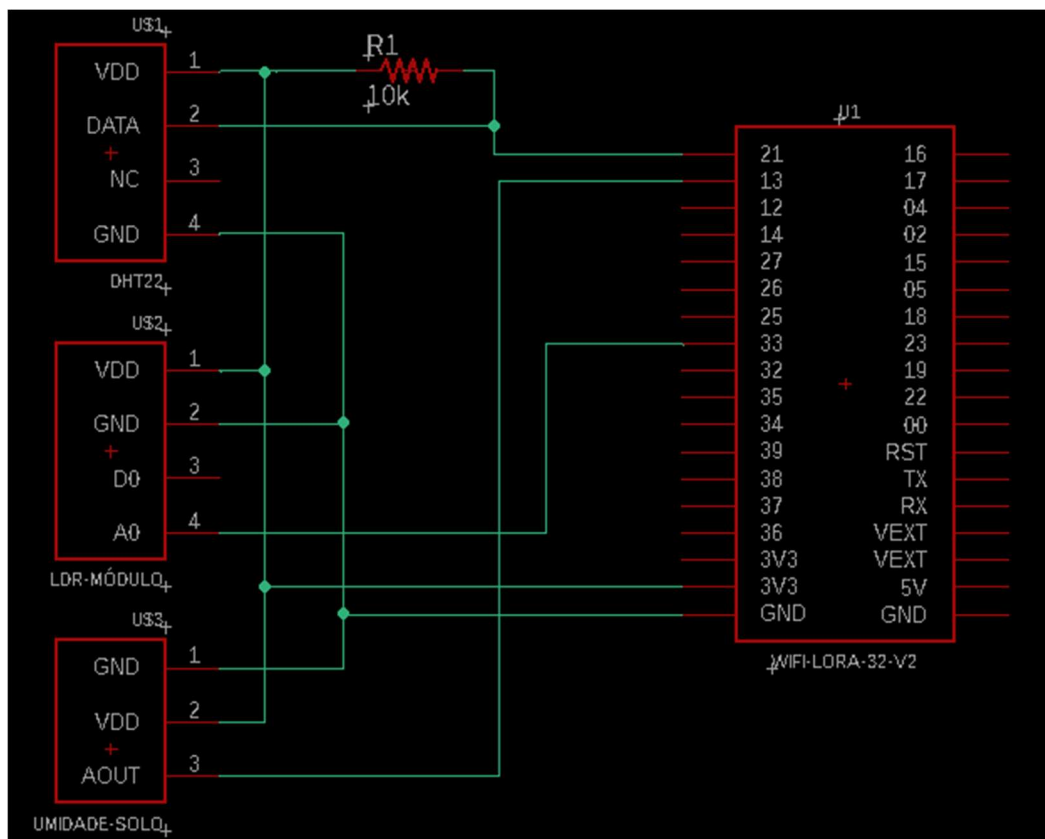 U$1
VDD 1
DATA 2
NC 3
GND 4
DHT22
R1
10k
U$2
VDD 1
GND 2
D0 3
A0 4
LDR-MÓDULO
U$3
GND 1
VDD 2
AOUT 3
UMIDADE-SOLO
U1
21 16
13 17
12 04
14 02
27 15
26 05
25 18
33 23
32 19
35 22
34 00
39 RST
38 TX
37 RX
36 VEXT
3V3 VEXT
3V3 5V
GND GND
WIFI-LORA-32-V2